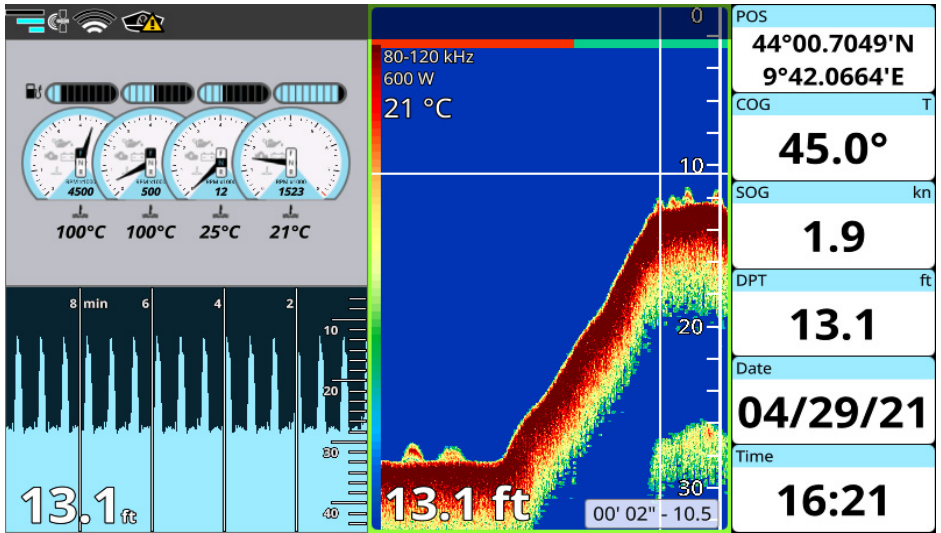 4500
500
12
1523
100°C
100°C
25°C
21°C
8 min
6
4
2
10
20
30
40
13.1 ft
0
80-120 kHz
600 W
21 °C
10
20
30
13.1 ft
00' 02" - 10.5
POS
44°00.7049'N
9°42.0664'E
COG T
45.0°
SOG kn
1.9
DPT ft
13.1
Date
04/29/21
Time
16:21